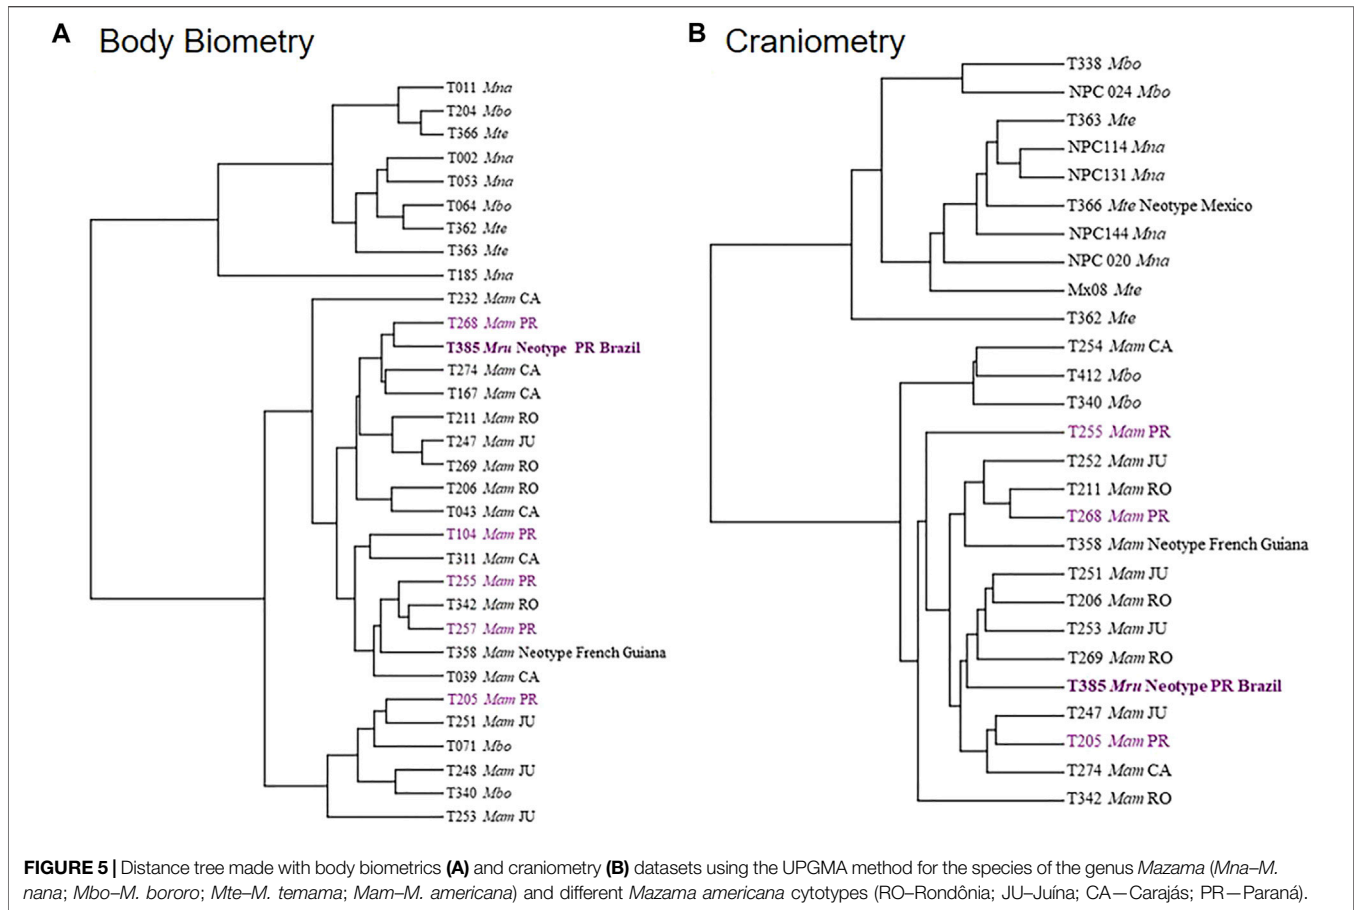 A Body Biometry
T011 Mna
T204 Mbo
T366 Mte
T002 Mna
T053 Mna
T064 Mbo
T362 Mte
T363 Mte
T185 Mna
T232 Mam CA
T268 Mam PR
T385 Mru Neotype PR Brazil
T274 Mam CA
T167 Mam CA
T211 Mam RO
T247 Mam JU
T269 Mam RO
T206 Mam RO
T043 Mam CA
T104 Mam PR
T311 Mam CA
T255 Mam PR
T342 Mam RO
T257 Mam PR
T358 Mam Neotype French Guiana
T039 Mam CA
T205 Mam PR
T251 Mam JU
T071 Mbo
T248 Mam JU
T340 Mbo
T253 Mam JU
B Craniometry
T338 Mbo
NPC 024 Mbo
T363 Mte
NPC114 Mna
NPC131 Mna
T366 Mte Neotype Mexico
NPC144 Mna
NPC 020 Mna
Mx08 Mte
T362 Mte
T254 Mam CA
T412 Mbo
T340 Mbo
T255 Mam PR
T252 Mam JU
T211 Mam RO
T268 Mam PR
T358 Mam Neotype French Guiana
T251 Mam JU
T206 Mam RO
T253 Mam JU
T269 Mam RO
T385 Mru Neotype PR Brazil
T247 Mam JU
T205 Mam PR
T274 Mam CA
T342 Mam RO
FIGURE 5 | Distance tree made with body biometrics (A) and craniometry (B) datasets using the UPGMA method for the species of the genus Mazama (Mna–M.
nana; Mbo–M. bororo; Mte–M. temama; Mam–M. americana) and different Mazama americana cytotypes (RO–Rondônia; JU–Juína; CA—Carajás; PR—Paraná).